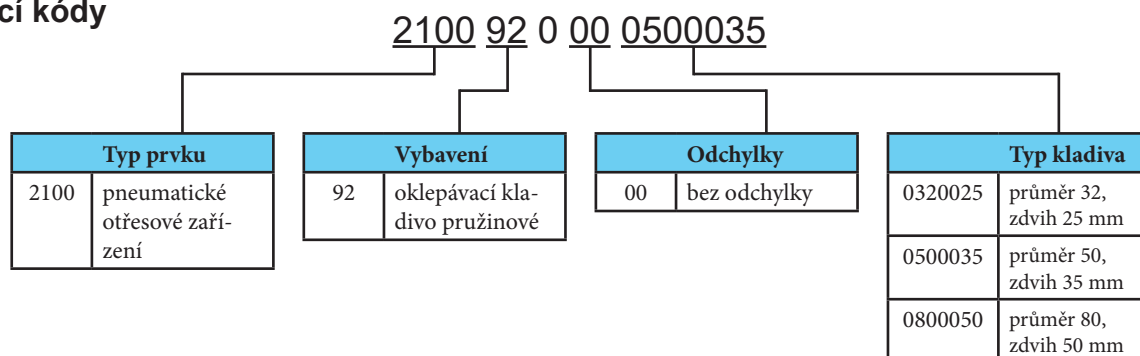 cí kódy
2100 92 0 00 0500035
Typ prvku
2100 pneumatické
otřesové zaří-
zení
Vybavení
92 oklepávací kla-
divo pružinové
Odchylky
00 bez odchylky
Typ kladiva
0320025 průměr 32,
zdvih 25 mm
0500035 průměr 50,
zdvih 35 mm
0800050 průměr 80,
zdvih 50 mm